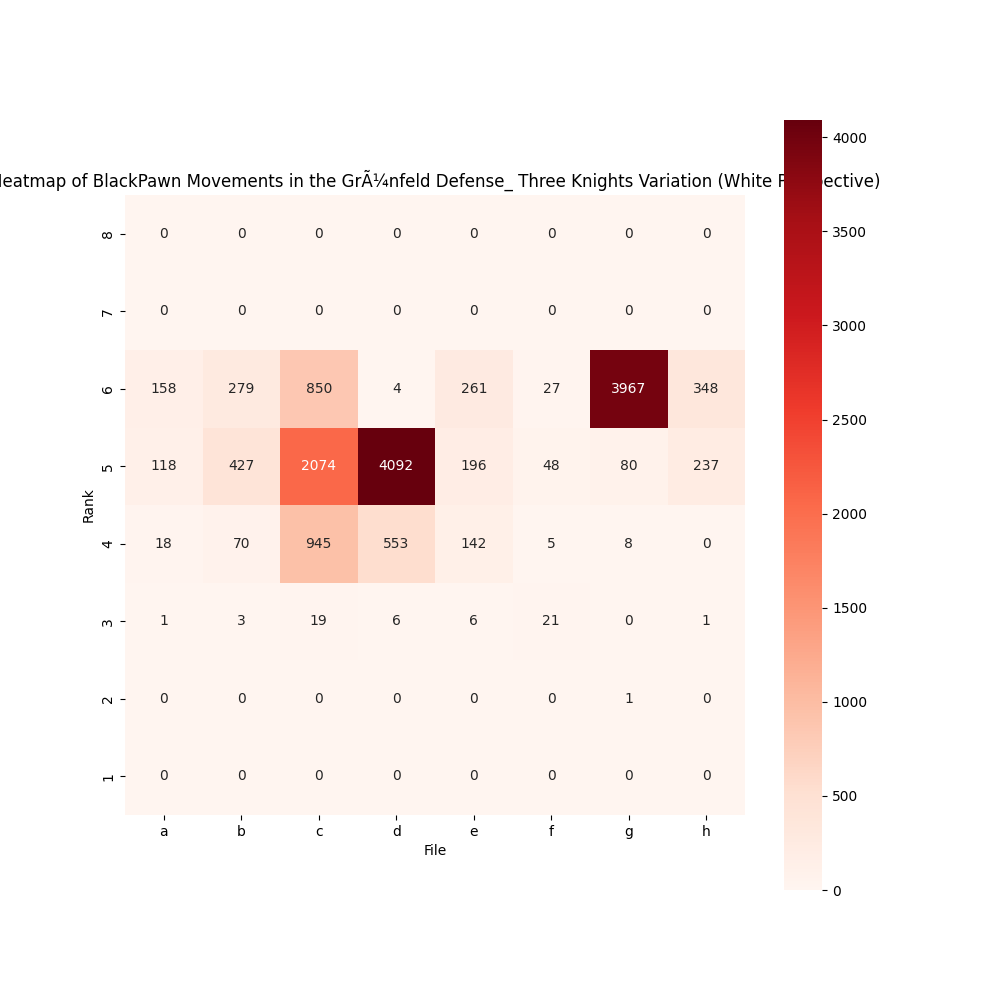 eatmap of BlackPawn Movements in the GrÃ¼nfeld Defense_ Three Knights Variation (White P pective)
4000
3500
3000
2500
2000
1500
1000
500
0
Rank
8 0 0 0 0 0 0 0 0
7 0 0 0 0 0 0 0 0
6 158 279 850 4 261 27 3967 348
5 118 427 2074 4092 196 48 80 237
4 18 70 945 553 142 5 8 0
3 1 3 19 6 6 21 0 1
2 0 0 0 0 0 0 1 0
1 0 0 0 0 0 0 0 0
a b c d e f g h
File